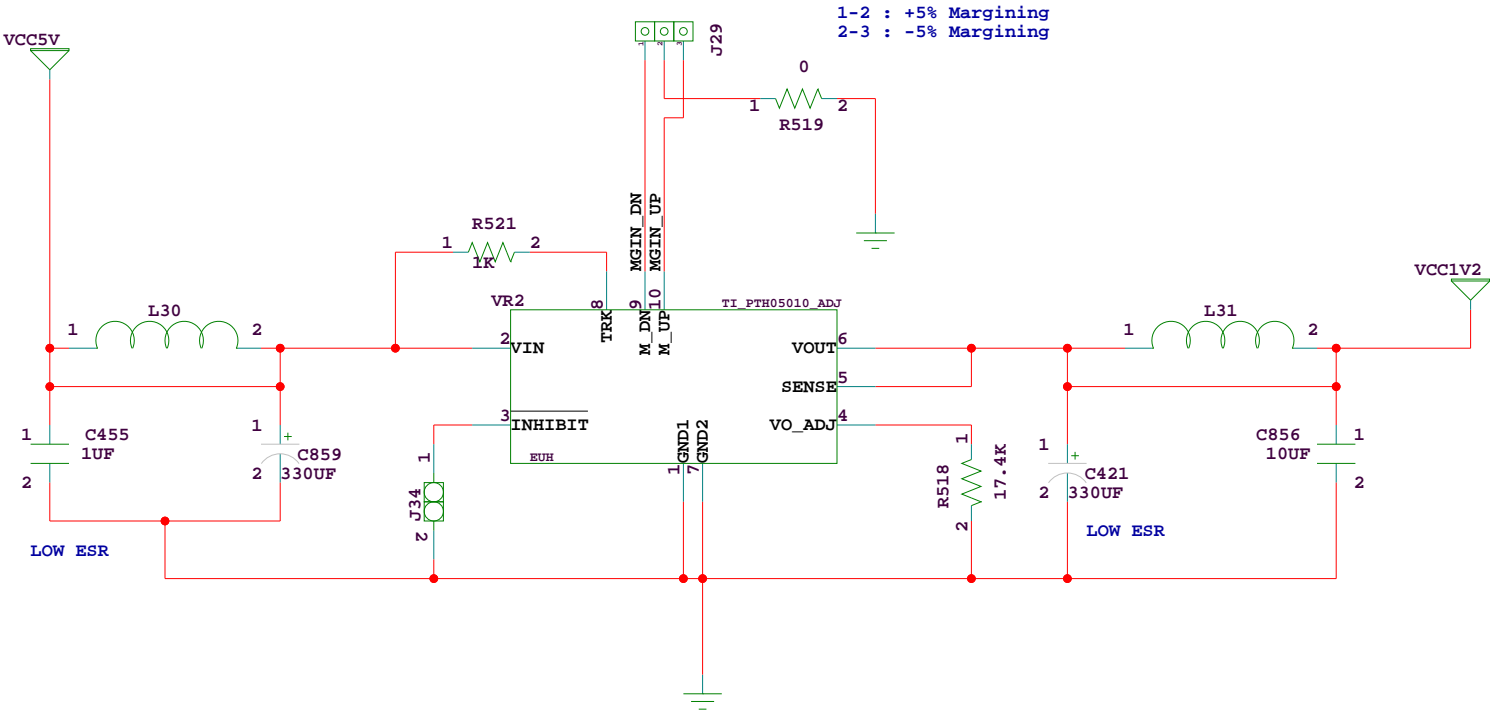 1-2 : +5% Margining
2-3 : -5% Margining
VCC5V
J29
1
2
3
0
1
2
R519
MGIN_DN
MGIN_UP
R521
1
2
1K
VCC1V2
L30
1
2
VR2
8
9
10
TI_PTH05010_ADJ
L31
1
2
TRK
M_DN
M_UP
2
VIN
VOUT
6
SENSE
5
3
INHIBIT
VO_ADJ
4
EUH
GND1
GND2
1
7
1
C455
1UF
2
1
+
C859
2
330UF
LOW ESR
1
J34
2
1
R518
17.4K
2
1
+
C421
2
330UF
LOW ESR
C856
1
10UF
2